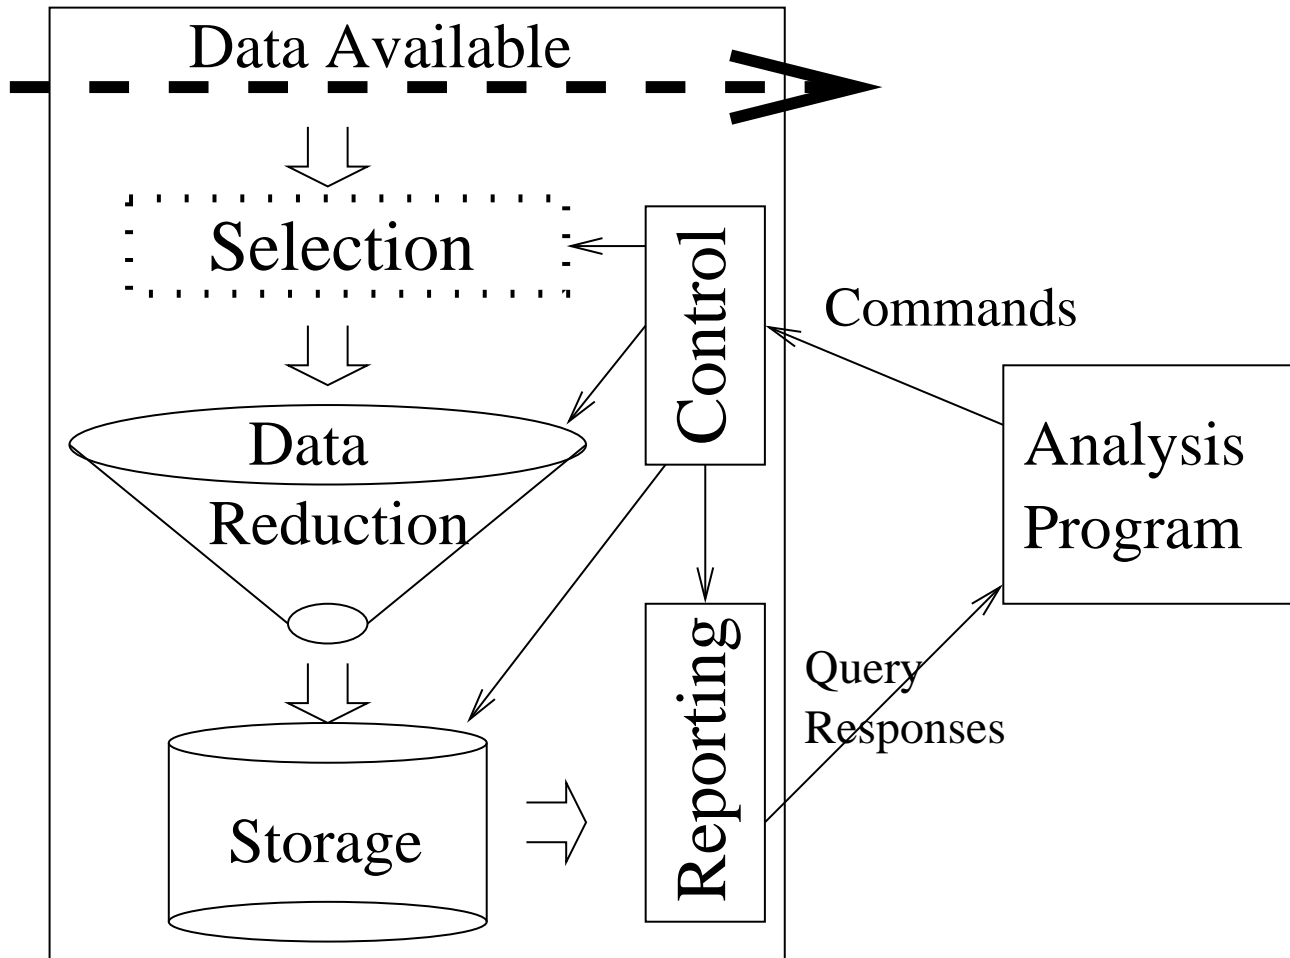 Data Available
Selection
Control
Commands
Data
Reduction
Analysis
Program
Query
Responses
Storage
Reporting